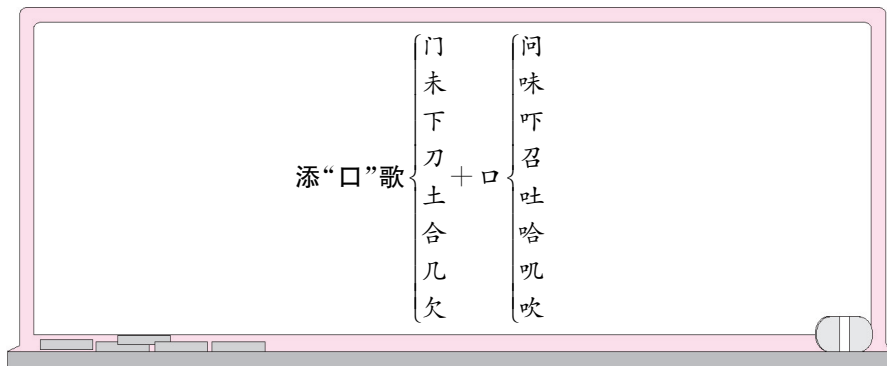 添“口”歌
门
未
下
刀
土
合
几
欠
＋口
问
味
吓
召
吐
哈
叽
吹